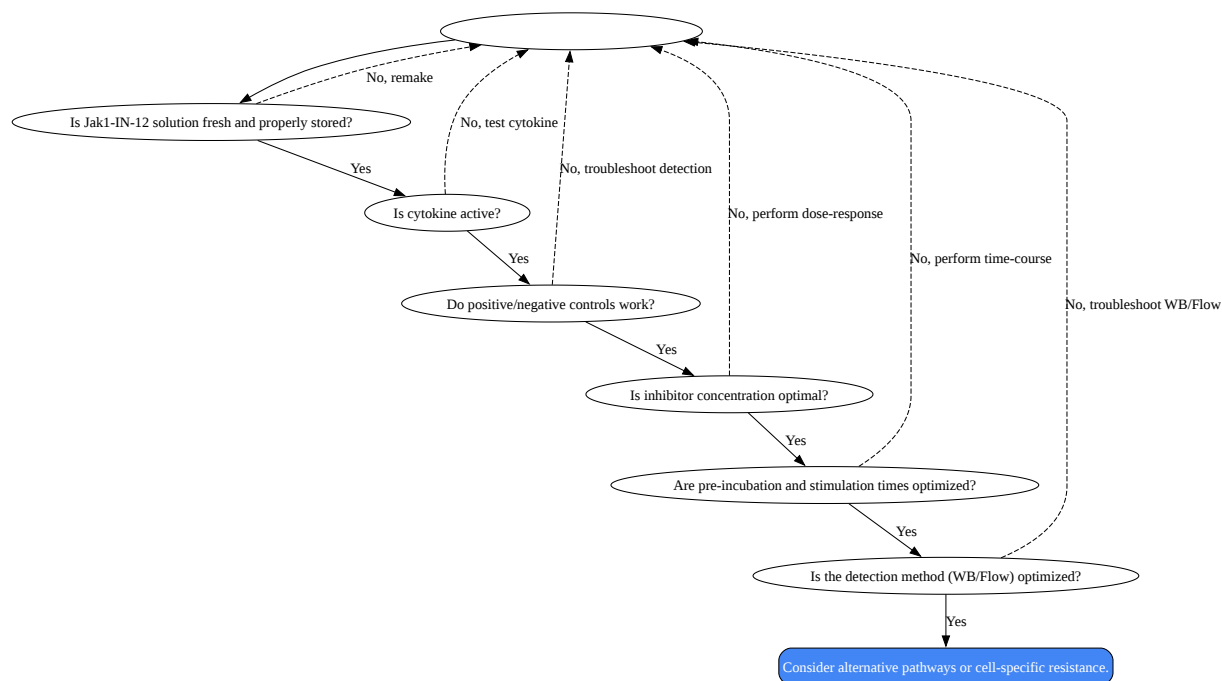 No, remake
Is Jak1-IN-12 solution fresh and properly stored?
No, test cytokine
Yes
No, troubleshoot detection
Is cytokine active?
No, perform dose-response
Yes
No, perform time-course
Do positive/negative controls work?
No, troubleshoot WB/Flow
Yes
Is inhibitor concentration optimal?
Yes
Are pre-incubation and stimulation times optimized?
Yes
Is the detection method (WB/Flow) optimized?
Yes
Consider alternative pathways or cell-specific resistance.